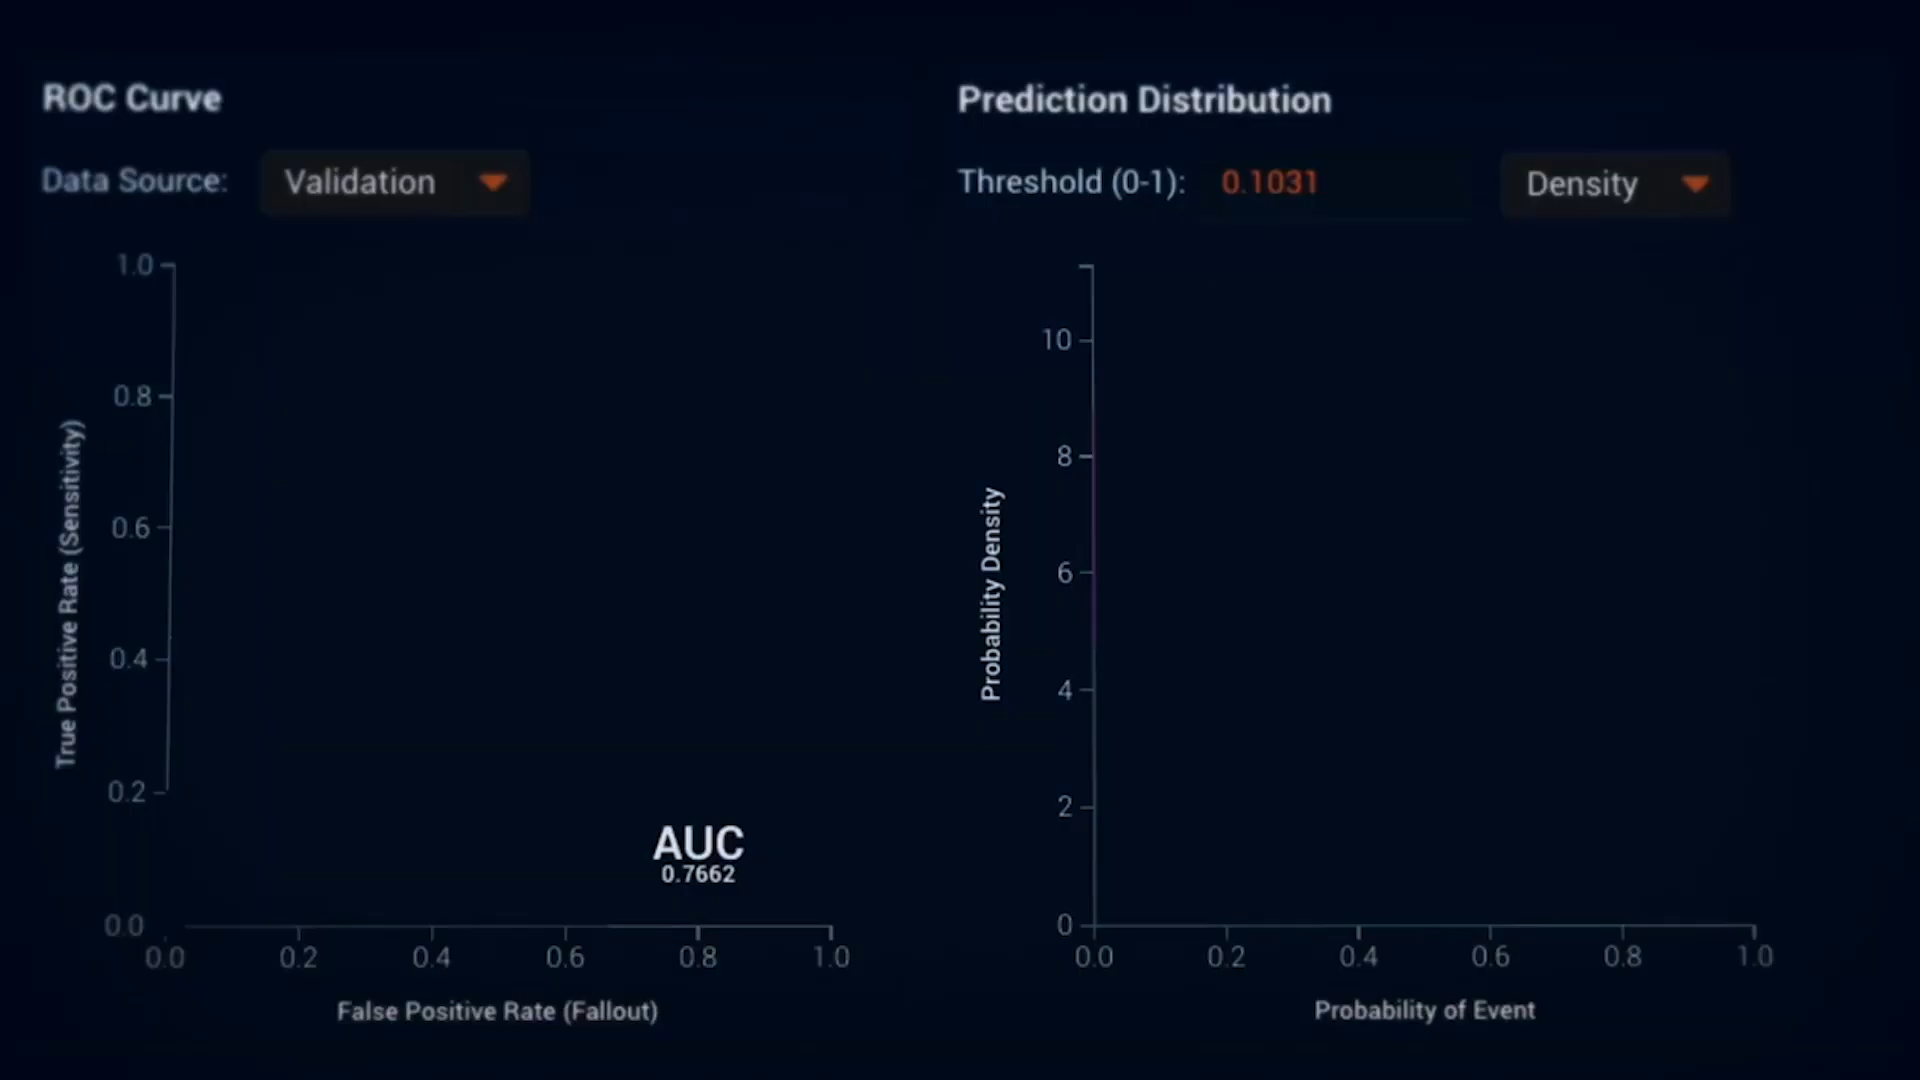 ROC Curve
Data Source: Validation
1.0
0.8
0.6
0.4
0.2
0.0
True Positive Rate (Sensitivity)
AUC
0.7662
0.0 0.2 0.4 0.6 0.8 1.0
False Positive Rate (Fallout)
Prediction Distribution
Threshold (0-1): 0.1031 Density
10
8
6
4
2
0
Probability Density
0.0 0.2 0.4 0.6 0.8 1.0
Probability of Event